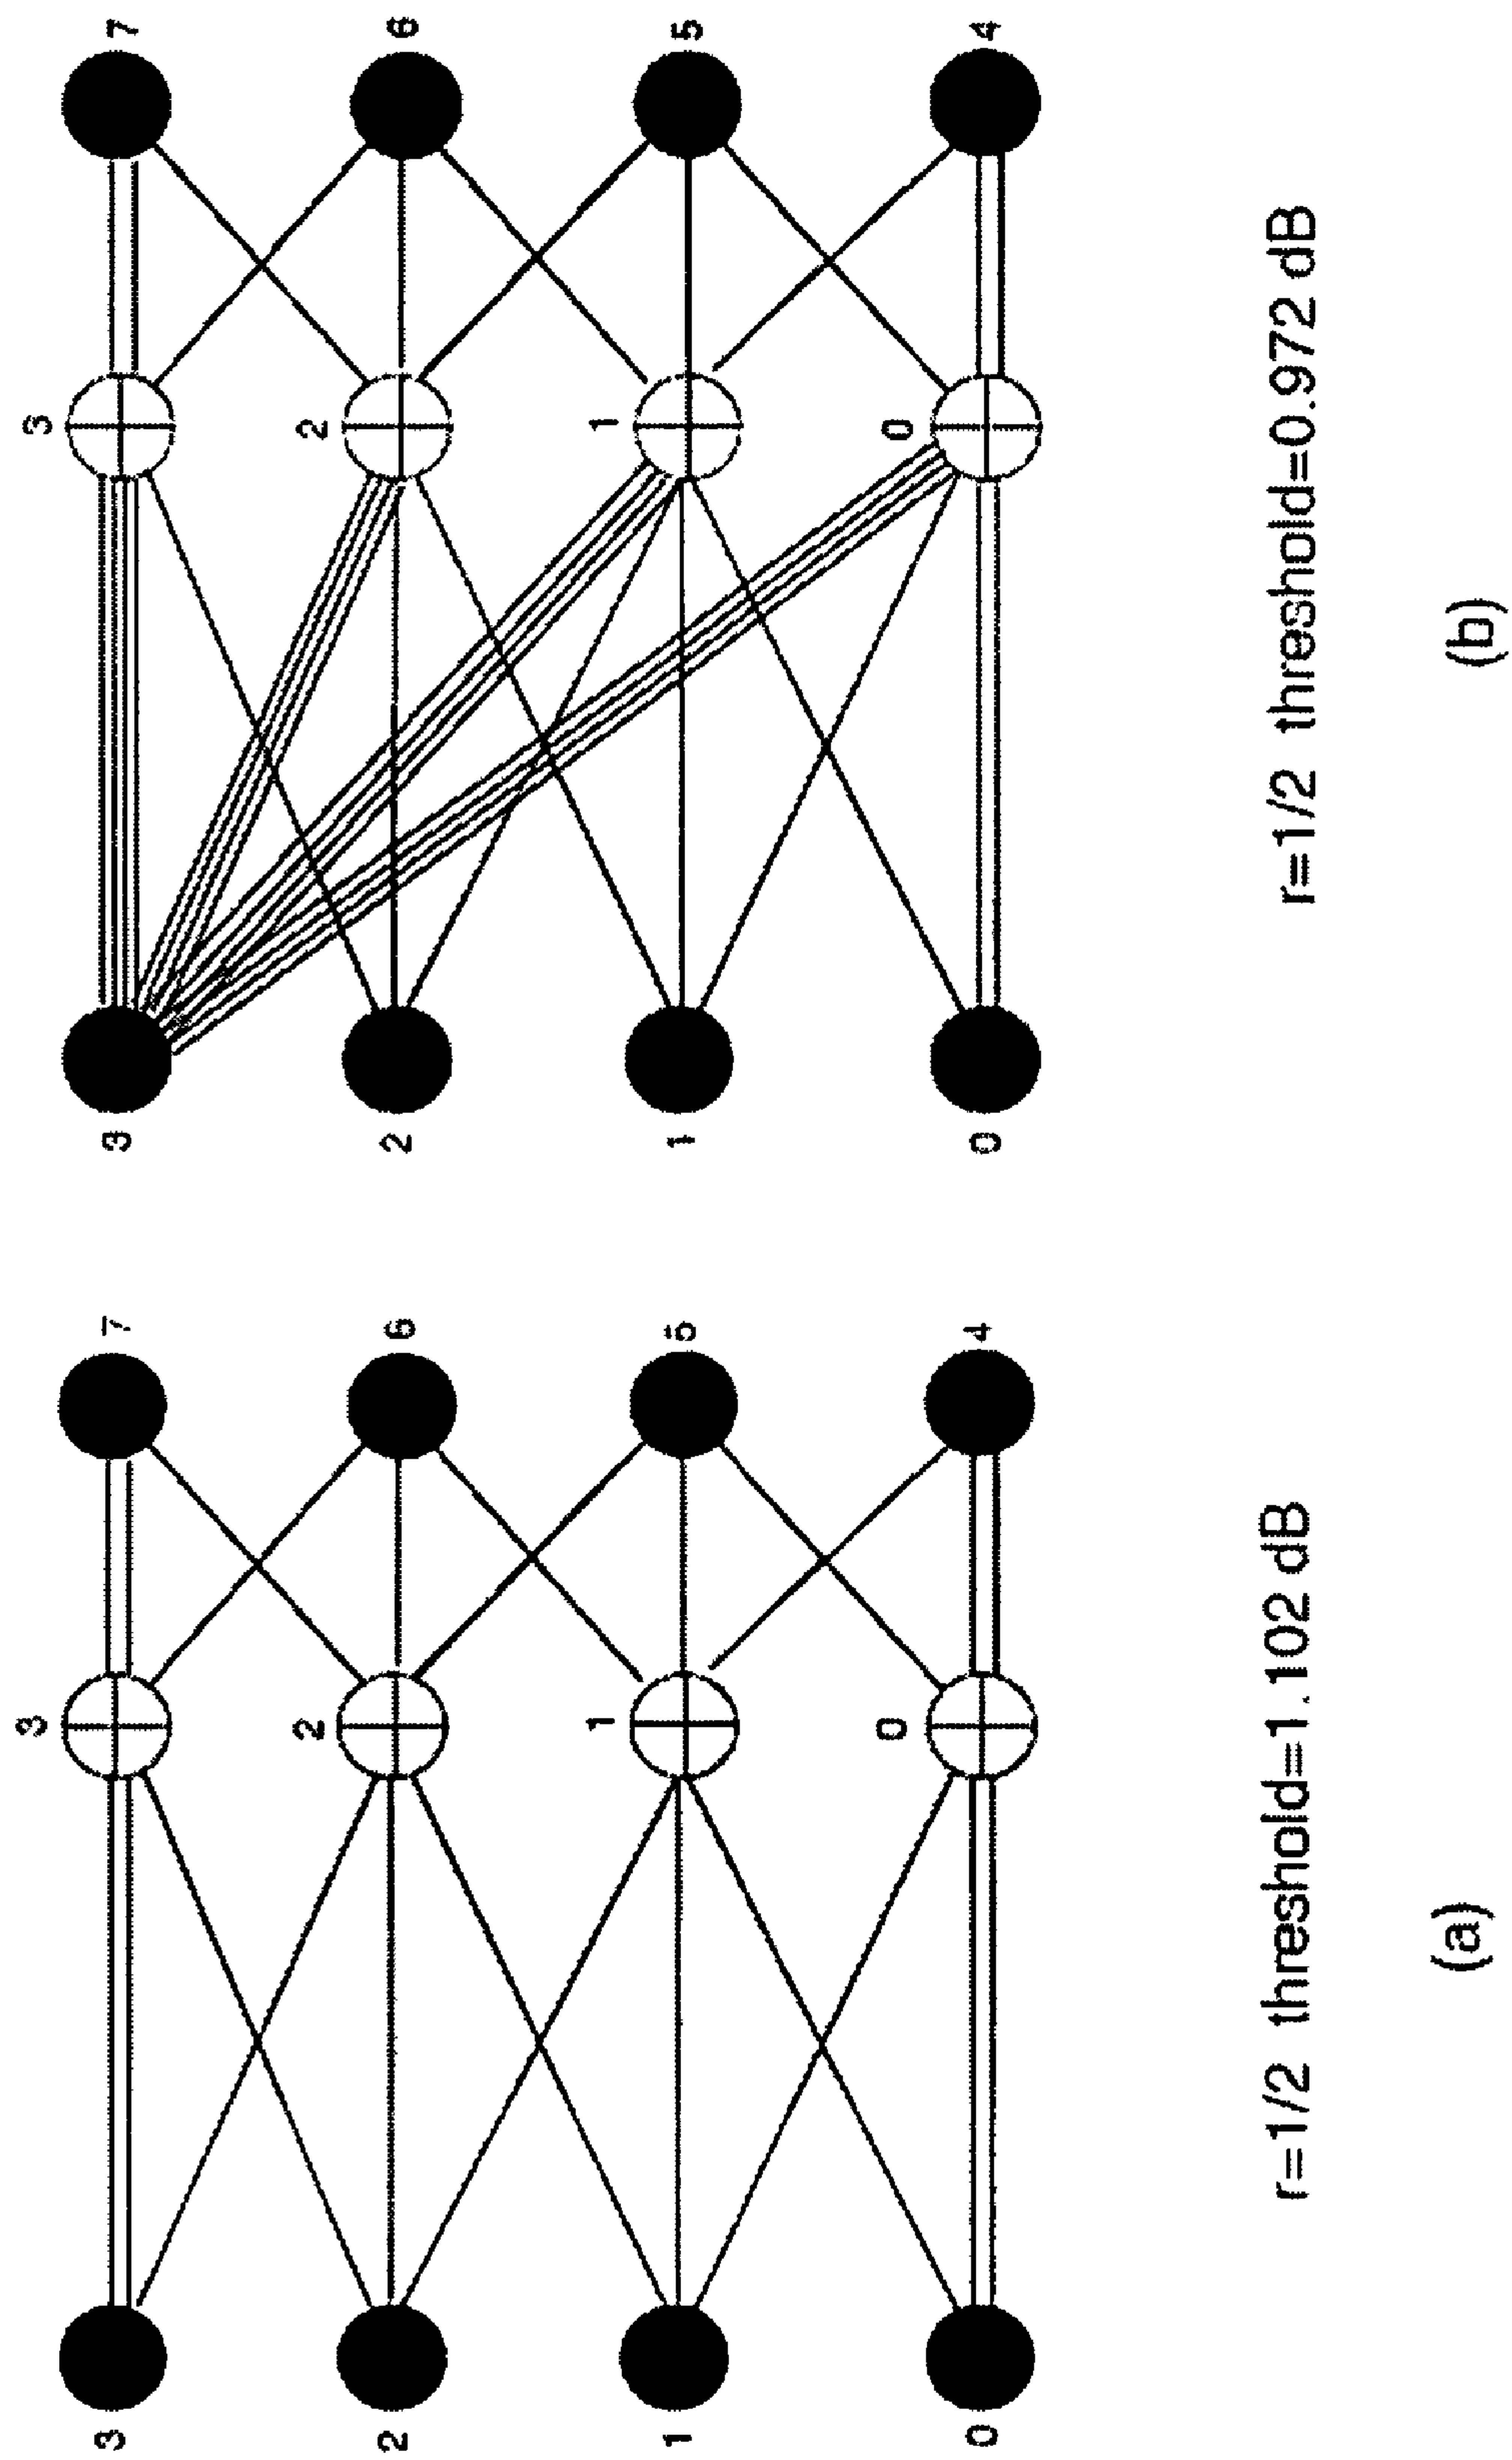 3 3 7 3 3 7
2 2 6 2 2 6
1 1 5 1 1 5
0 0 4 0 0 4
r=1/2 threshold=1.102 dB r=1/2 threshold=0.972 dB
(a) (b)